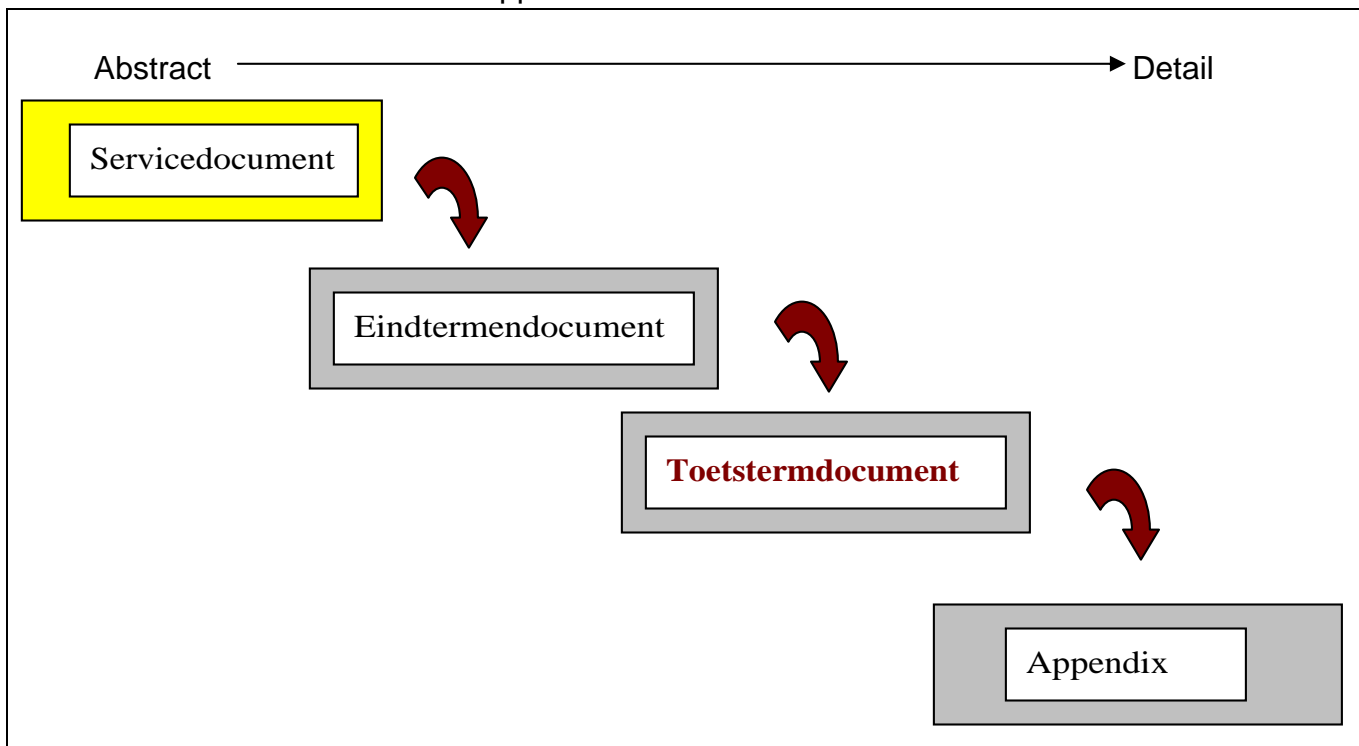 Abstract Detail
Servicedocument
Eindtermendocument
Toetstermdocument
Appendix